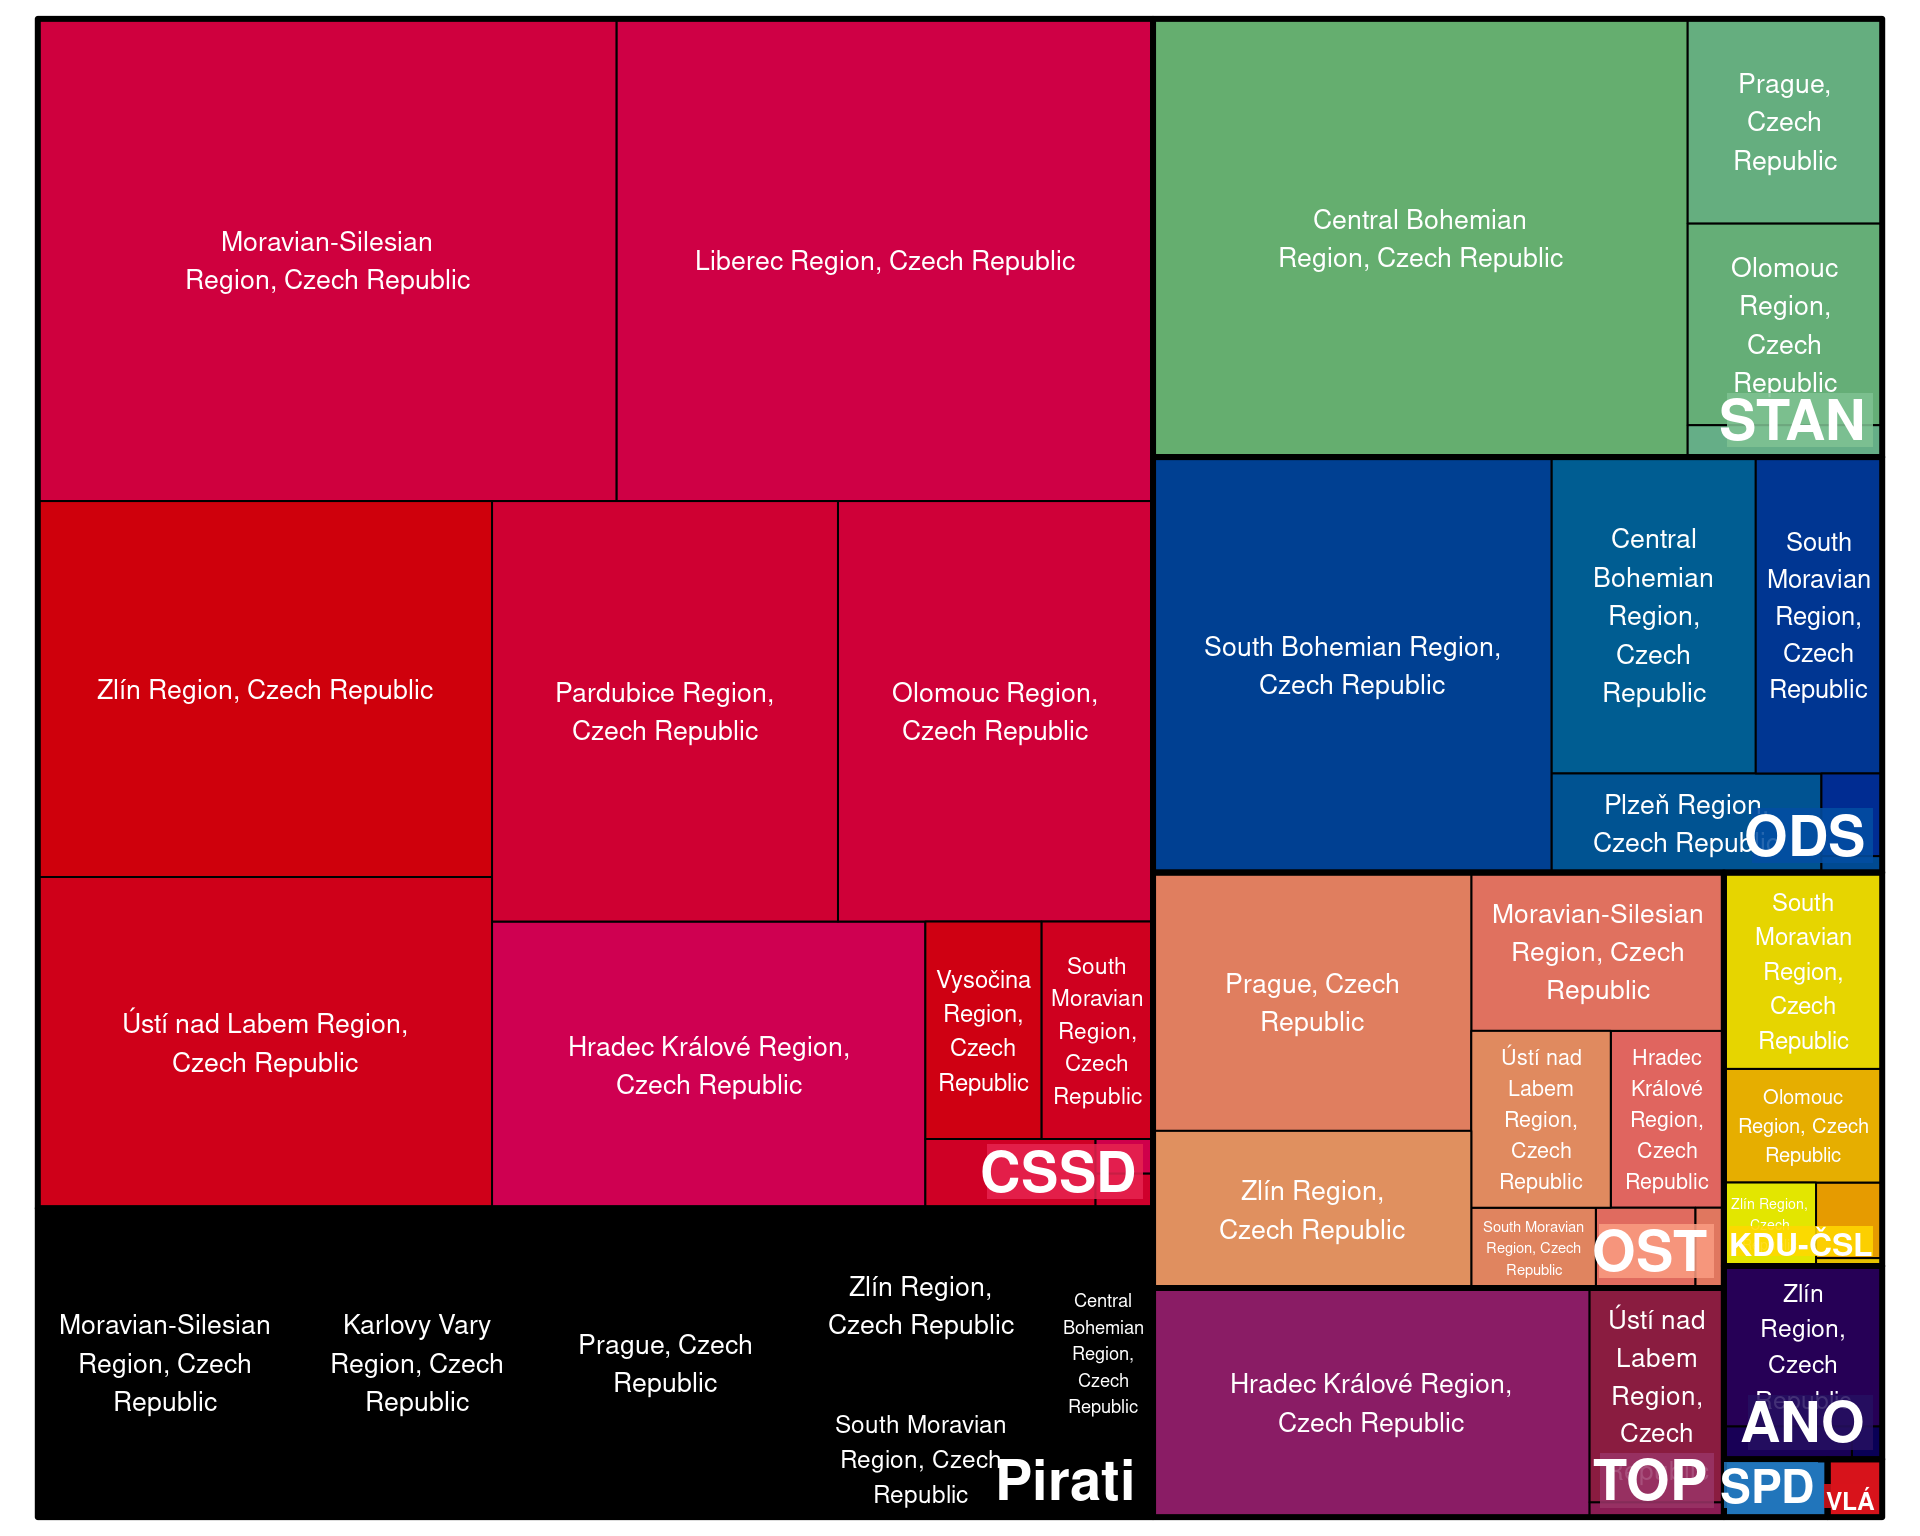 Moravian-Silesian
Region, Czech Republic
Liberec Region, Czech Republic
Zlín Region, Czech Republic
Pardubice Region,
Czech Republic
Olomouc Region,
Czech Republic
Ústí nad Labem Region,
Czech Republic
Hradec Králové Region,
Czech Republic
Vysočina
Region,
Czech
Republic
South
Moravian
Region,
Czech
Republic
CSSD
Moravian-Silesian
Region, Czech
Republic
Karlovy Vary
Region, Czech
Republic
Prague, Czech
Republic
Zlín Region,
Czech Republic
South Moravian
Region, Czech
Republic
Central
Bohemian
Region,
Czech
Republic
Pirati
Central Bohemian
Region, Czech Republic
Prague,
Czech
Republic
Olomouc
Region,
Czech
Republic
STAN
South Bohemian Region,
Czech Republic
Central
Bohemian
Region,
Czech
Republic
South
Moravian
Region,
Czech
Republic
Plzeň Region,
Czech Republic
ODS
Prague, Czech
Republic
Moravian-Silesian
Region, Czech
Republic
Zlín Region,
Czech Republic
Ústí nad
Labem
Region,
Czech
Republic
Hradec
Králové
Region,
Czech
Republic
South Moravian
Region, Czech
Republic
OST
South
Moravian
Region,
Czech
Republic
Olomouc
Region, Czech
Republic
Zlín Region,
Czech
KDU-ČSL
Hradec Králové Region,
Czech Republic
Ústí nad
Labem
Region,
Czech
Republic
TOP
Zlín
Region,
Czech
Republic
ANO
SPD
VLÁ